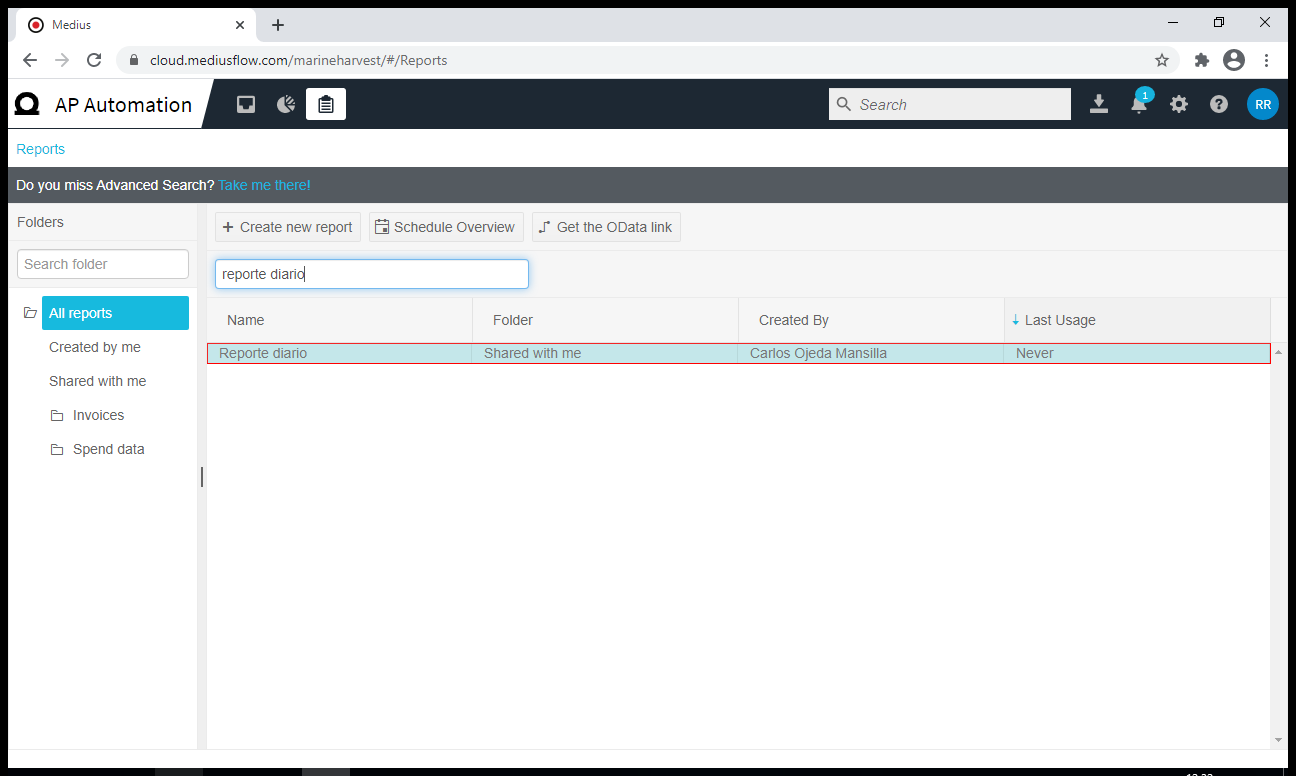 Medius
cloud.mediusflow.com/marineharvest/#/Reports
AP Automation
Search
1
RR
Reports
Do you miss Advanced Search? Take me there!
Folders
Create new report
Schedule Overview
Get the OData link
Search folder
reporte diario
All reports
Created by me
Shared with me
Invoices
Spend data
Name Folder Created By Last Usage
Reporte diario Shared with me Carlos Ojeda Mansilla Never